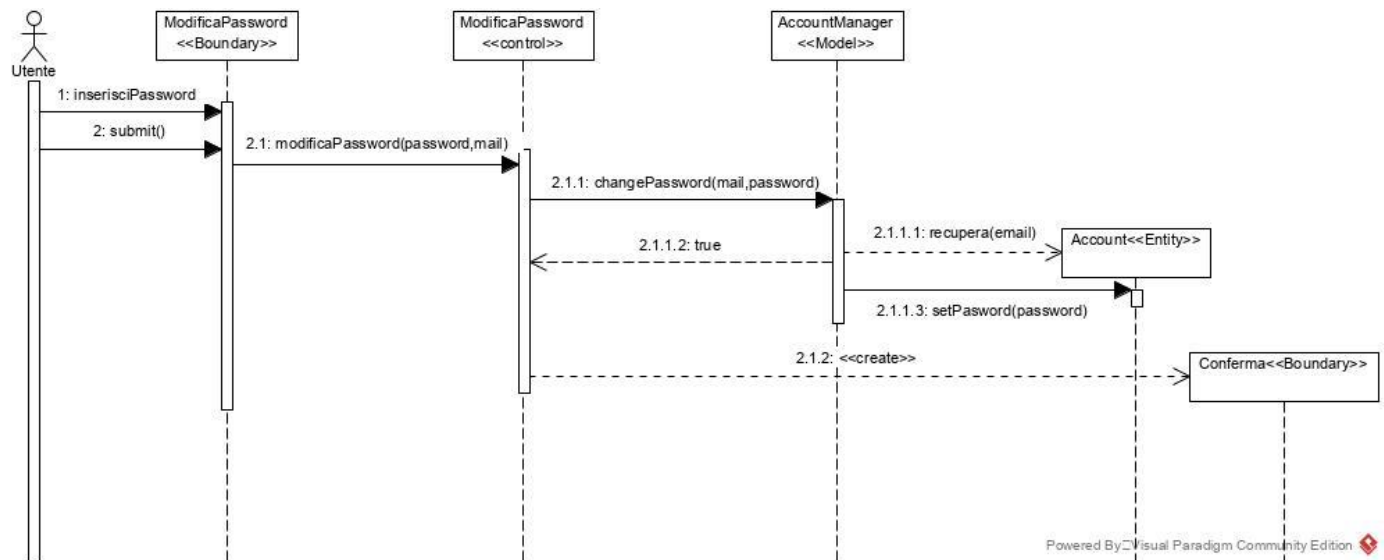 ModificaPassword
<<Boundary>>
ModificaPassword
<<control>>
AccountManager
<<Model>>
Utente
1: inserisciPassword
2: submit()
2.1: modificaPassword(password,mail)
2.1.1: changePassword(mail,password)
2.1.1.1: recupera(email)
Account<<Entity>>
2.1.1.2: true
2.1.1.3: setPasword(password)
2.1.2: <<create>>
Conferma<<Boundary>>
Powered By Visual Paradigm Community Edition